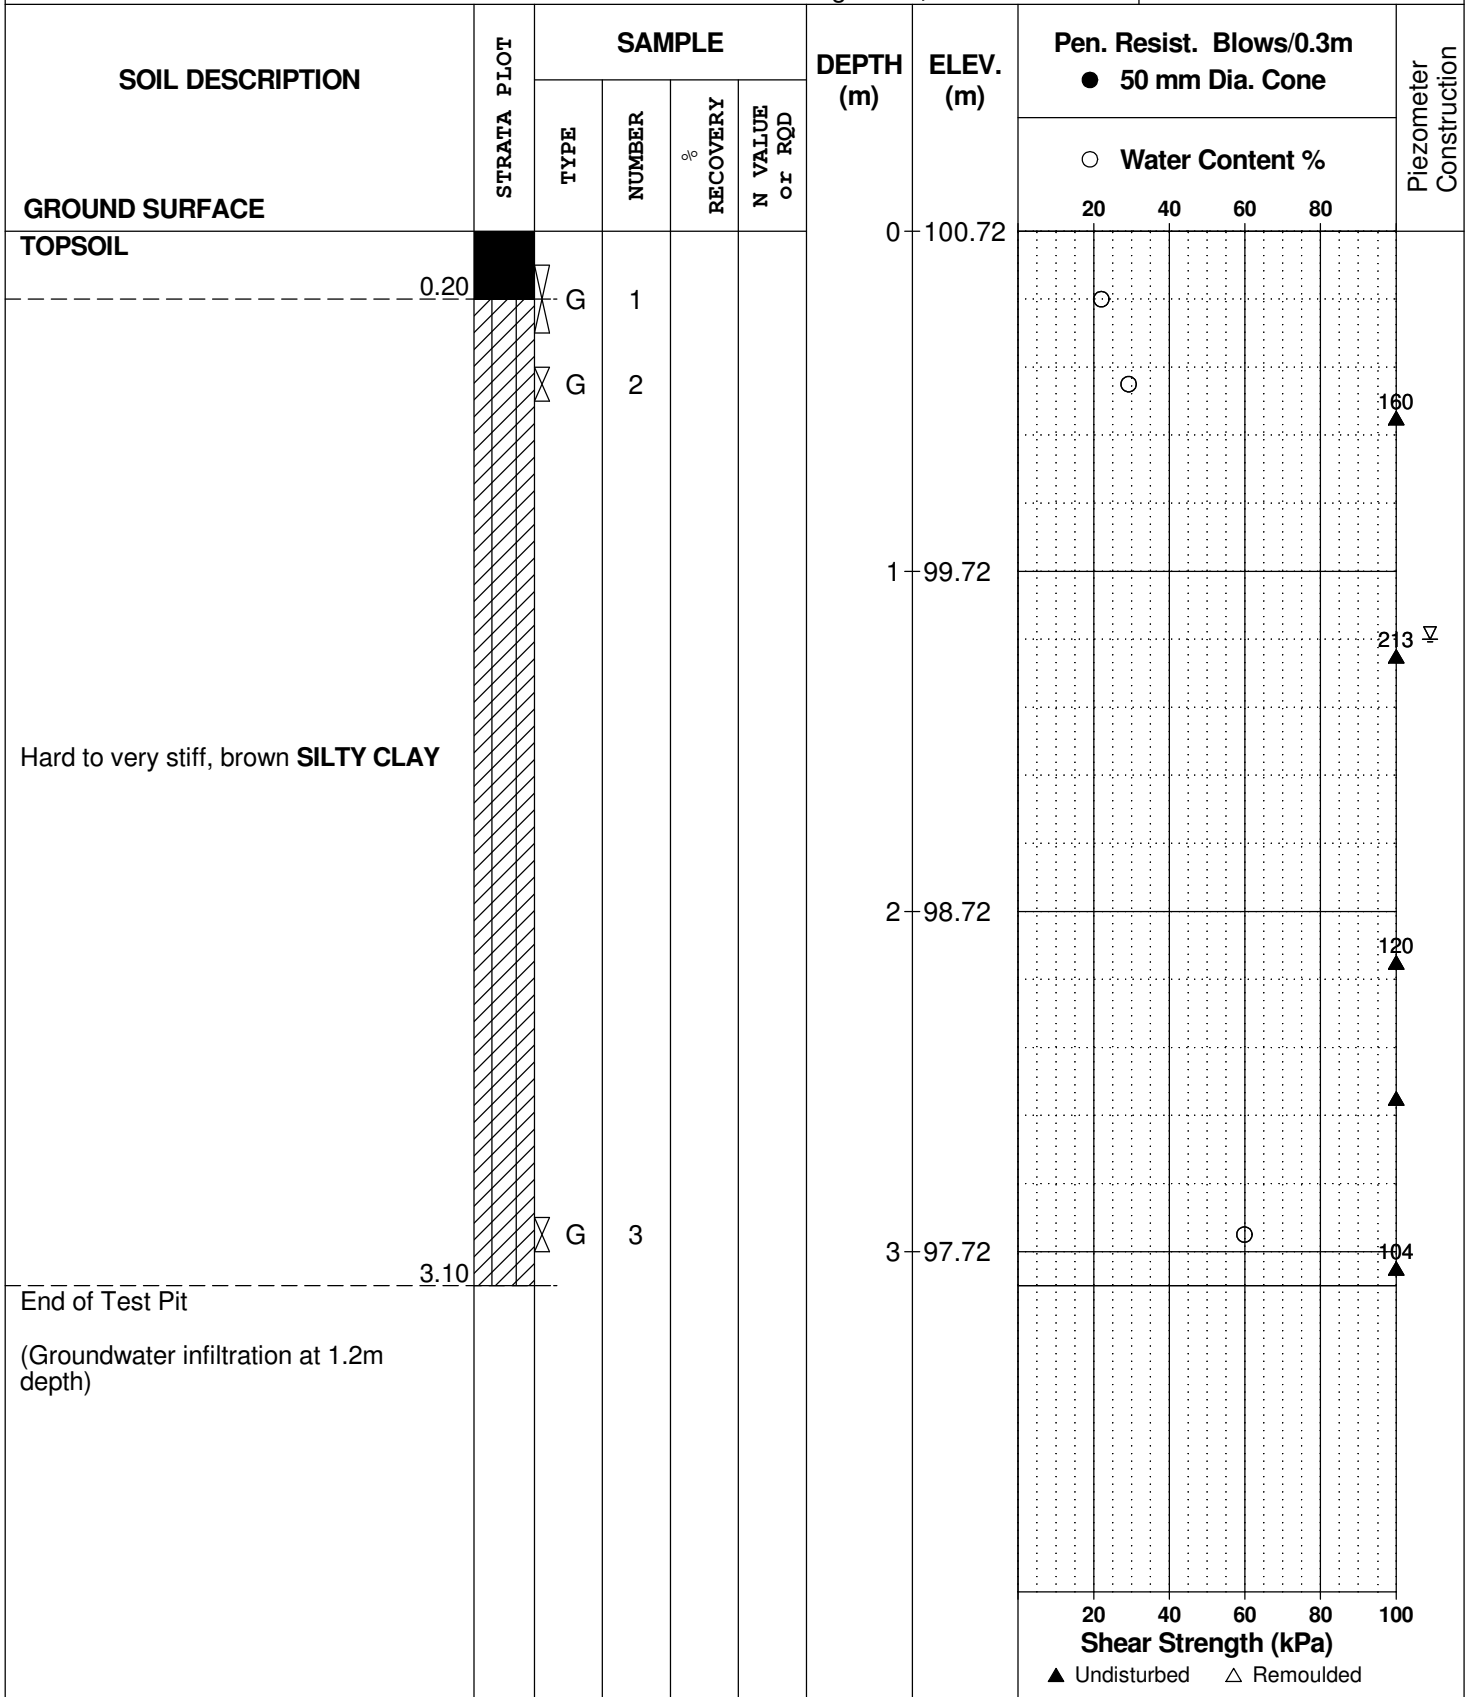 SOIL DESCRIPTION
GROUND SURFACE
STRATA PLOT
SAMPLE
TYPE
NUMBER
%
RECOVERY
N VALUE
or RQD
DEPTH
(m)
ELEV.
(m)
Pen. Resist. Blows/0.3m
● 50 mm Dia. Cone
○ Water Content %
20 40 60 80
Piezometer
Construction
TOPSOIL
0 100.72
0.20
G 1
G 2
160
1 99.72
213
Hard to very stiff, brown SILTY CLAY
2 98.72
120
G 3
3 97.72
104
3.10
End of Test Pit
(Groundwater infiltration at 1.2m
depth)
20 40 60 80 100
Shear Strength (kPa)
▲ Undisturbed △ Remoulded